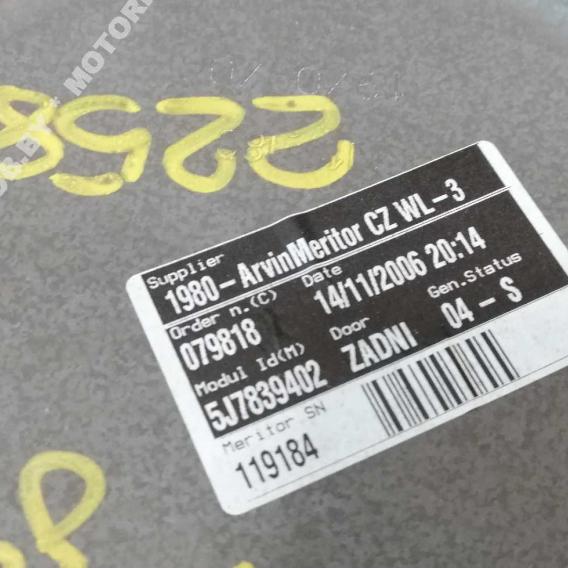 2258
Supplier
1980-ArvinMeritor CZ WL-3
Order n.(C) Date
079818 14/11/2006 20:14
Modul Id(M) Door Gen.Status
5J7839402 ZADNI 04-S
Meritor SN
119184